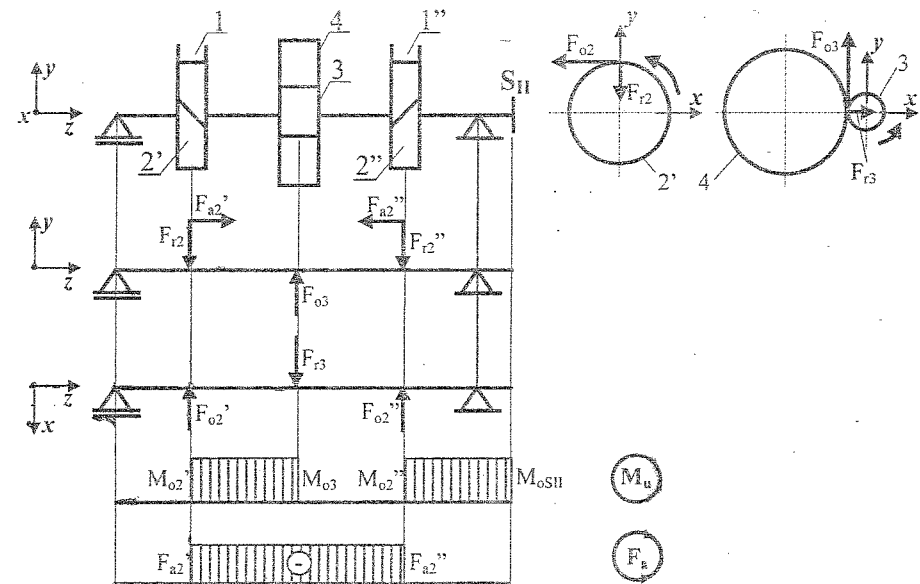 1
4
1”
3
S_II
y
x
z
2’
2”
F_o2
y
F_r2
x
2’
F_o3
y
3
x
F_r3
4
F_a2’
F_a2”
F_r2
F_r2”
y
z
F_o3
F_r3
z
x
F_o2’
F_o2”
M_o2’
M_o3
M_o2”
M_oSII
M_u
F_a2’
-
F_a2”
F_a